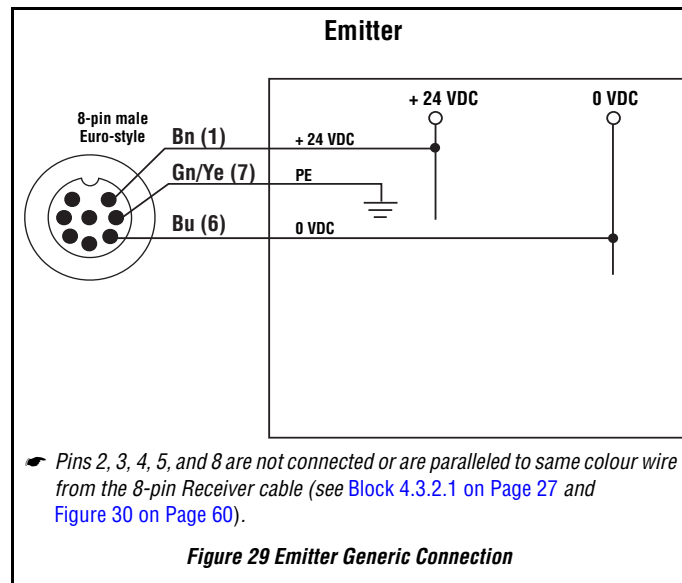 Emitter
+ 24 VDC 0 VDC
8-pin male
Euro-style
Bn (1) + 24 VDC
Gn/Ye (7) PE
Bu (6) 0 VDC
☛ Pins 2, 3, 4, 5, and 8 are not connected or are paralleled to same colour wire
from the 8-pin Receiver cable (see Block 4.3.2.1 on Page 27 and
Figure 30 on Page 60).
Figure 29 Emitter Generic Connection